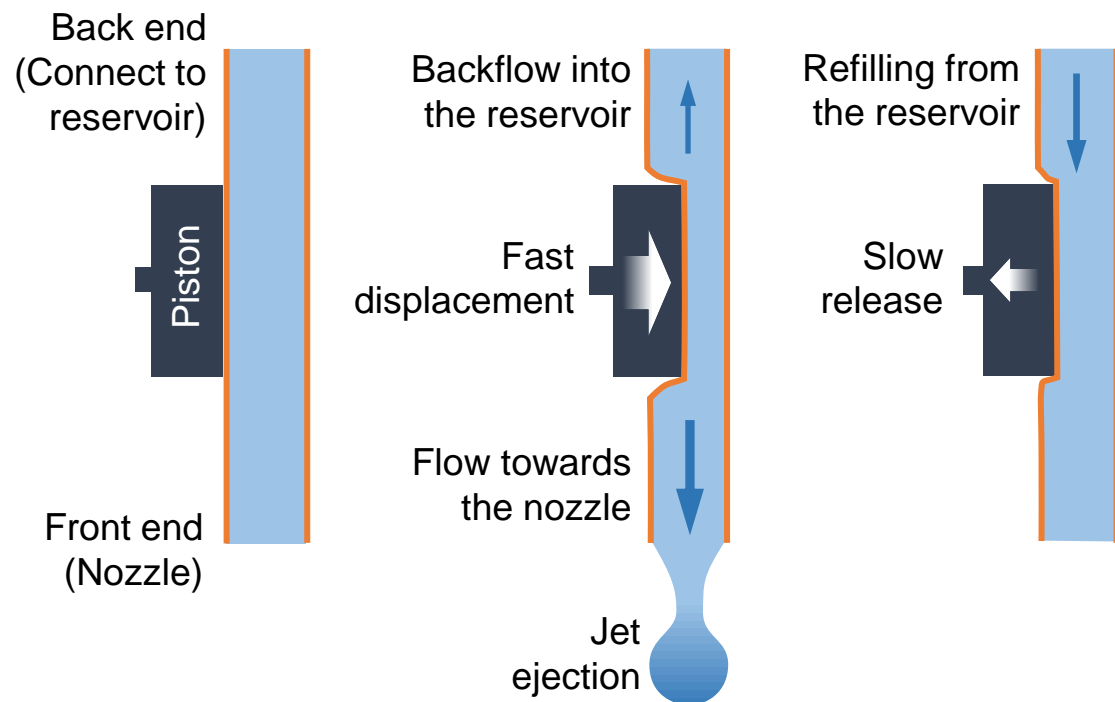 Back end
(Connect to
reservoir)
Piston
Front end
(Nozzle)
Backflow into
the reservoir
Fast
displacement
Flow towards
the nozzle
Jet
ejection
Refilling from
the reservoir
Slow
release